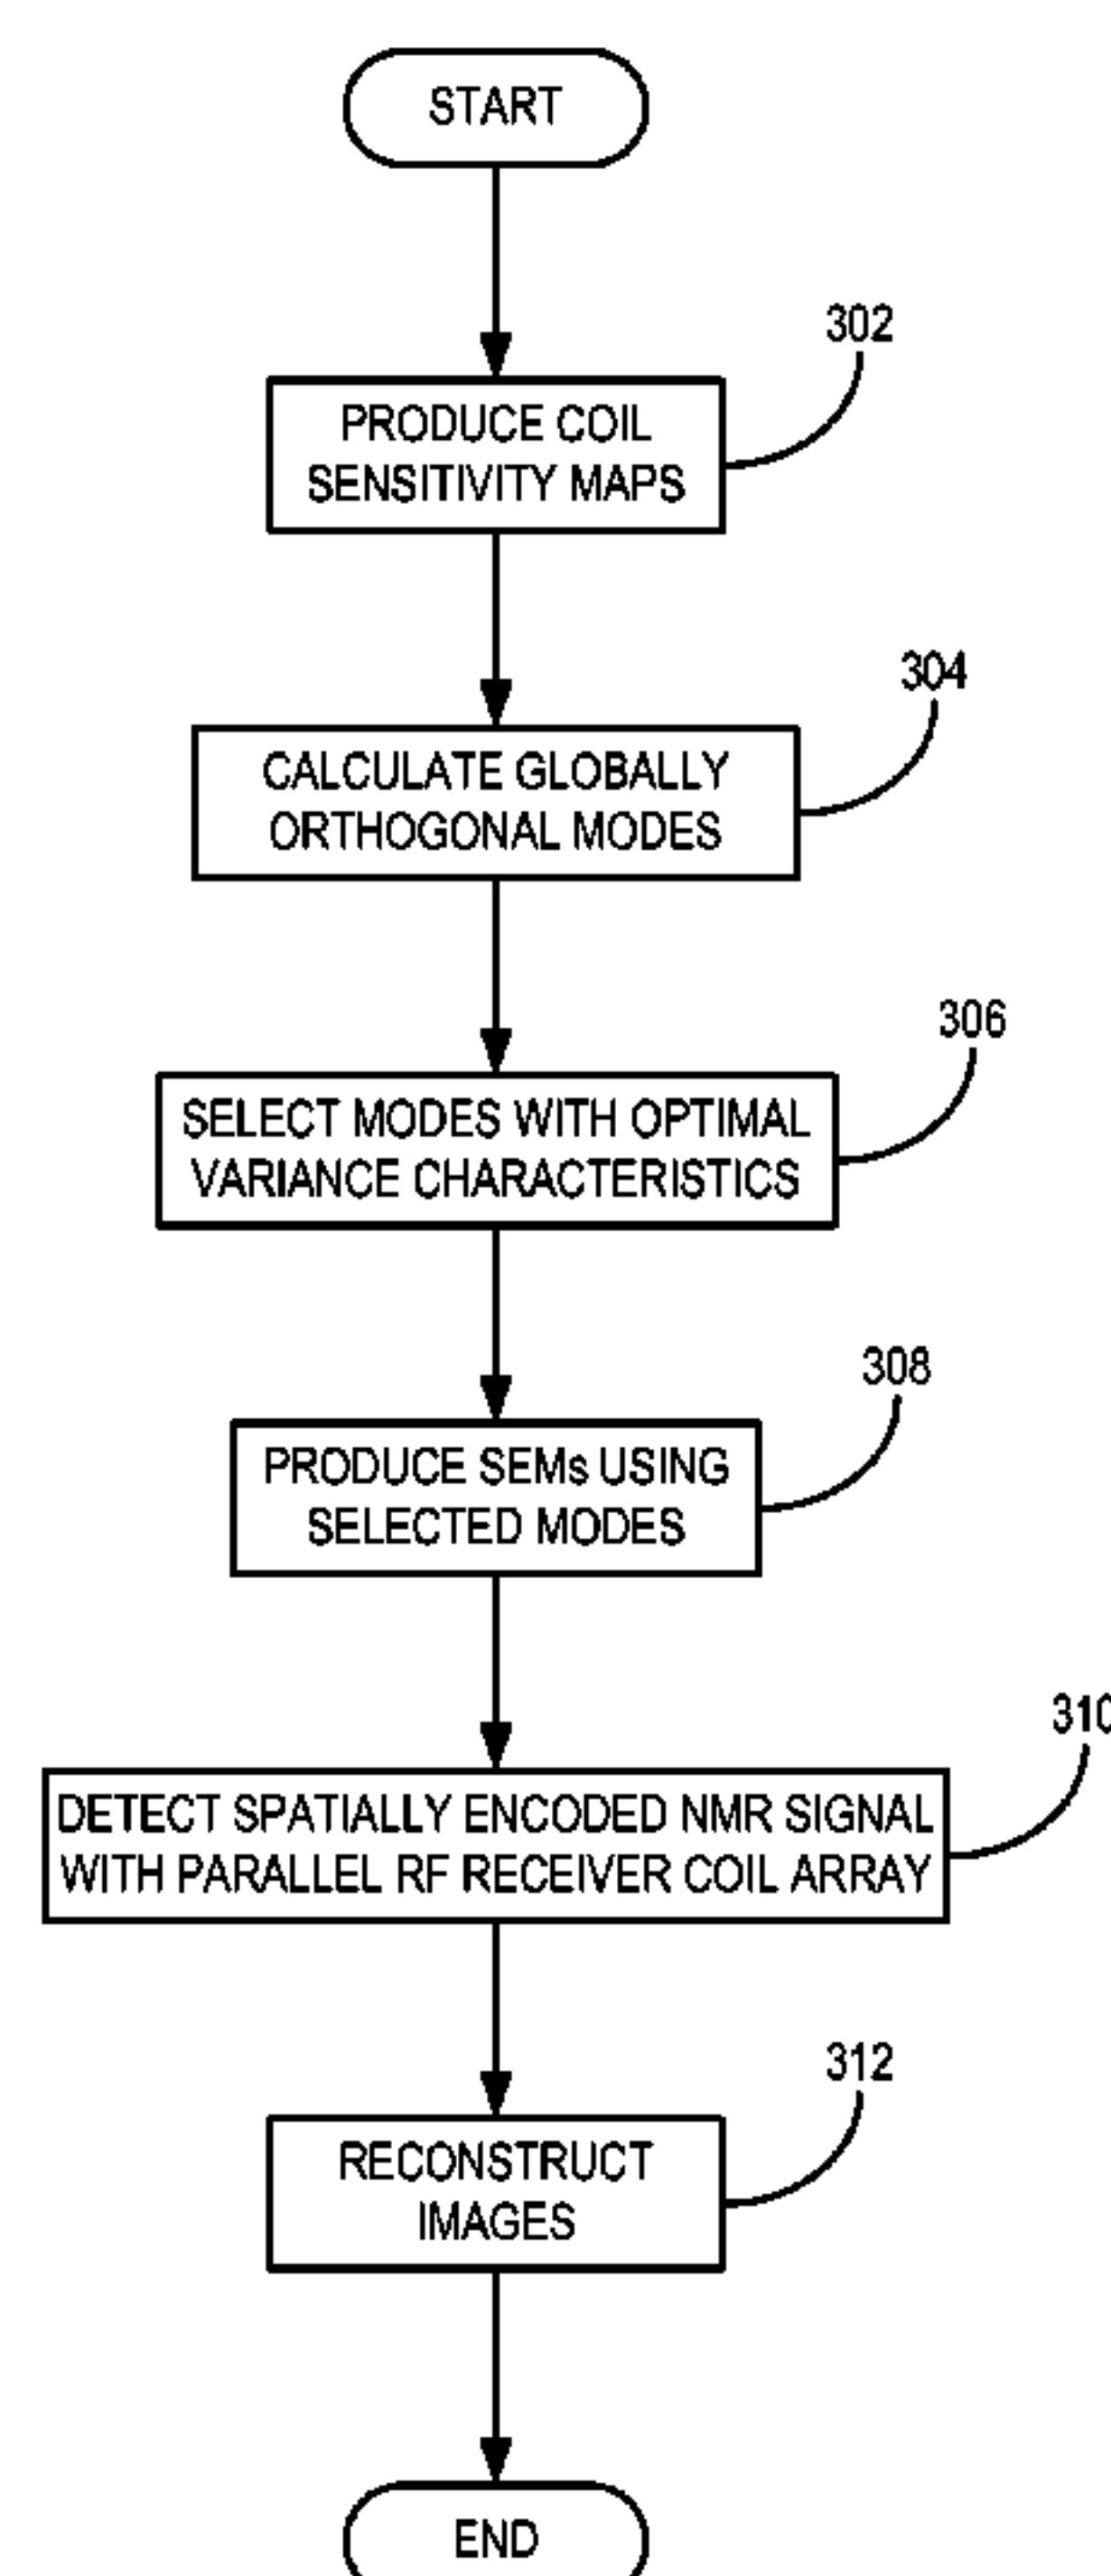 START
302
PRODUCE COIL
SENSITIVITY MAPS
304
CALCULATE GLOBALLY
ORTHOGONAL MODES
306
SELECT MODES WITH OPTIMAL
VARIANCE CHARACTERISTICS
308
PRODUCE SEMs USING
SELECTED MODES
310
DETECT SPATIALLY ENCODED NMR SIGNAL
WITH PARALLEL RF RECEIVER COIL ARRAY
312
RECONSTRUCT
IMAGES
END